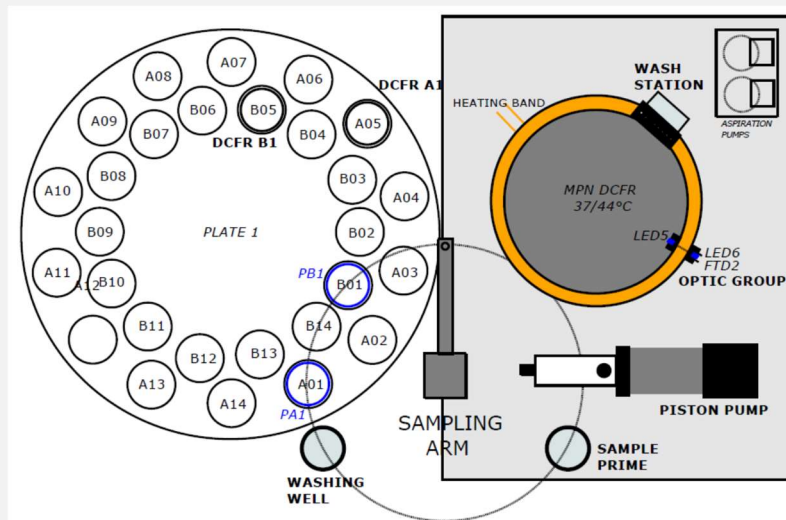 A07
A08
A06
DCFR A1
WASH
STATION
ASPIRATION
PUMPS
HEATING BAND
B05
B06
A09
B07
B04
A05
DCFR B1
B08
B03
A10
A04
MPN DCFR
37/44°C
B09
PLATE 1
B02
LED5
LED6
FTD2
OPTIC GROUP
A11
A12
B10
PB1
B01
A03
B11
B14
A02
B12
B13
A13
A01
A14
PA1
SAMPLING
ARM
PISTON PUMP
WASHING
WELL
SAMPLE
PRIME